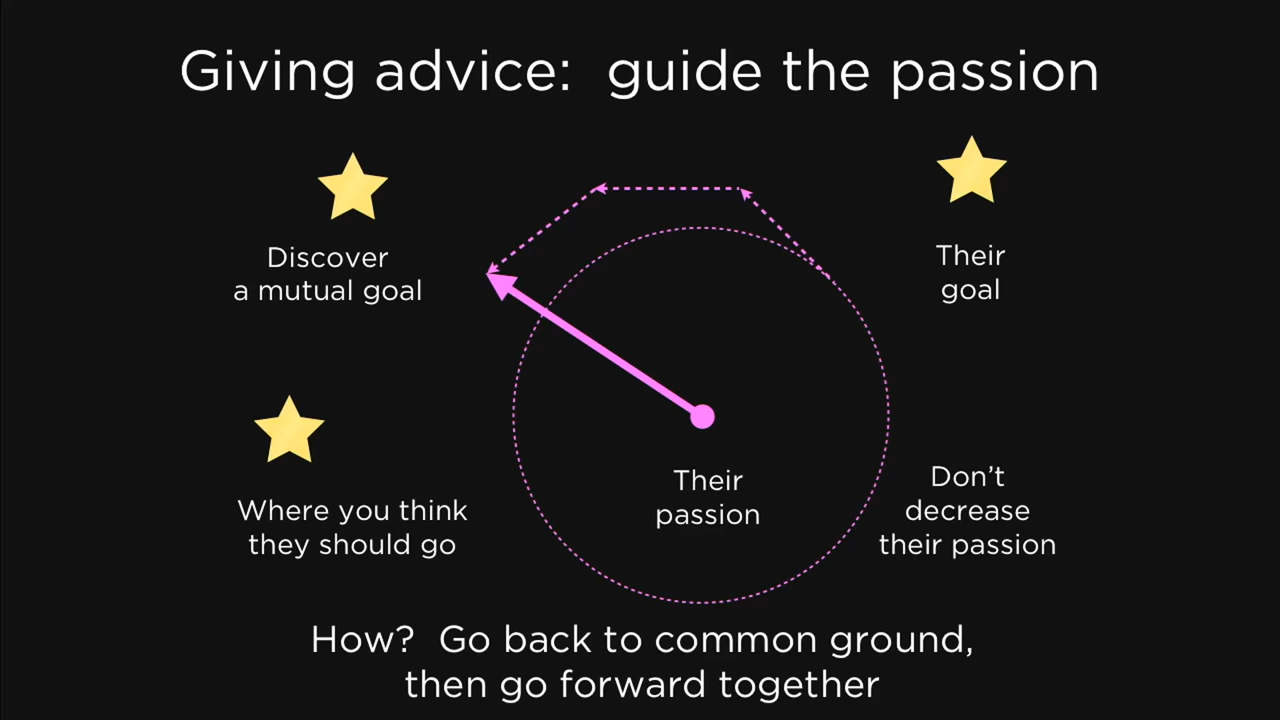 Giving advice: guide the passion
Discover
a mutual goal
Their
goal
Where you think
they should go
Their
passion
Don't
decrease
their passion
How? Go back to common ground,
then go forward together